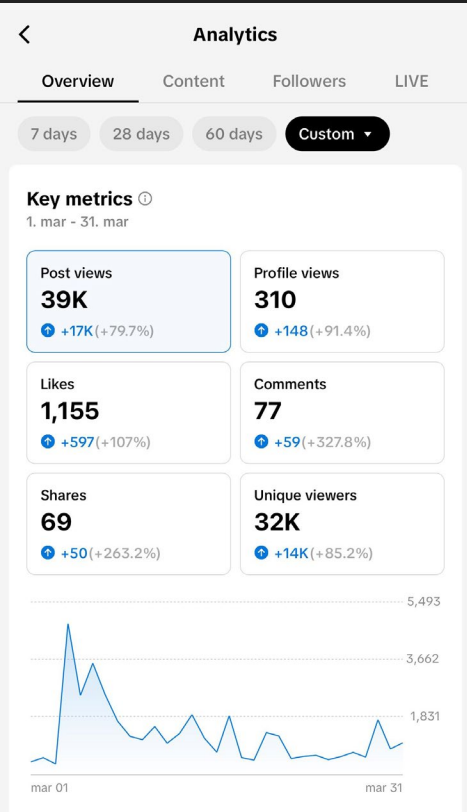 Analytics
Overview Content Followers LIVE
7 days 28 days 60 days Custom
Key metrics
1. mar - 31. mar
Post views
39K
+17K(+79.7%)
Profile views
310
+148(+91.4%)
Likes
1,155
+597(+107%)
Comments
77
+59(+327.8%)
Shares
69
+50(+263.2%)
Unique viewers
32K
+14K(+85.2%)
5,493
3,662
1,831
mar 01 mar 31